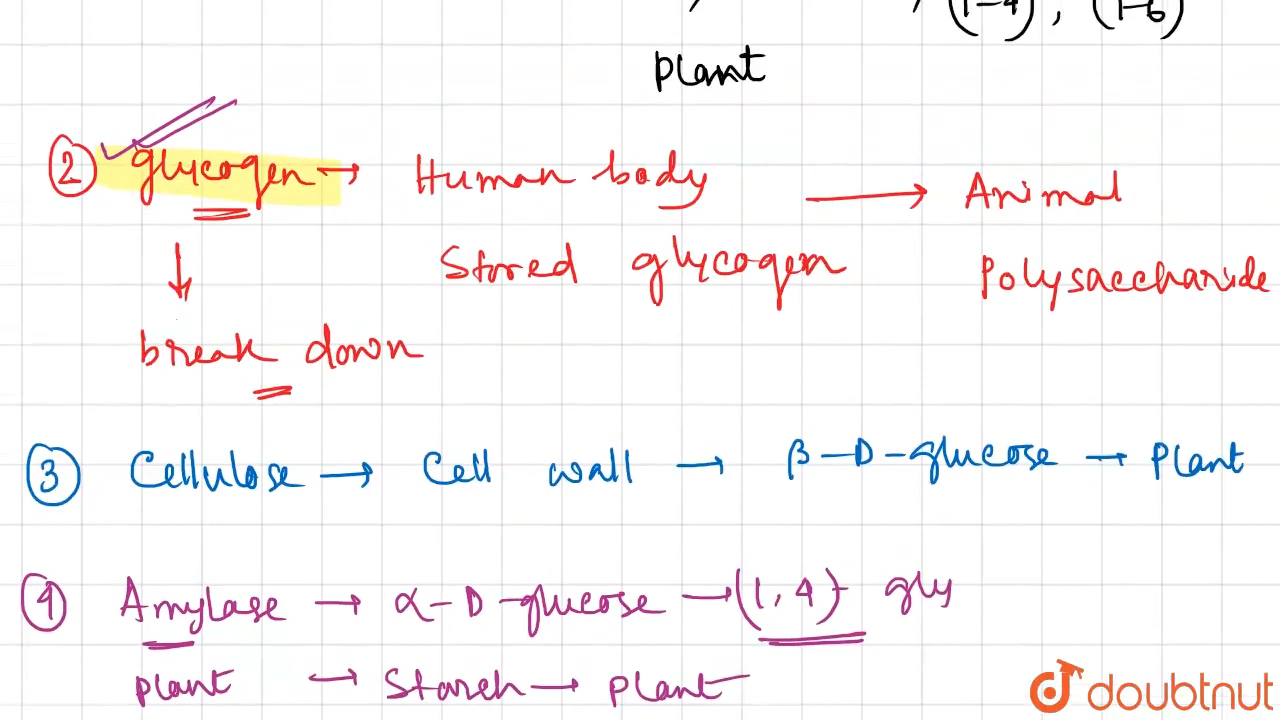 (1-4), (1-6)
plant
② glycogen → Human body → Animal
Stored glycogen Polysaccharide
↓
break down
③ Cellulose → Cell wall → β-D-glucose → Plant
④ Amylase → α-D-glucose → (1,4)- gly
plant → Starch → plant
doubtnut